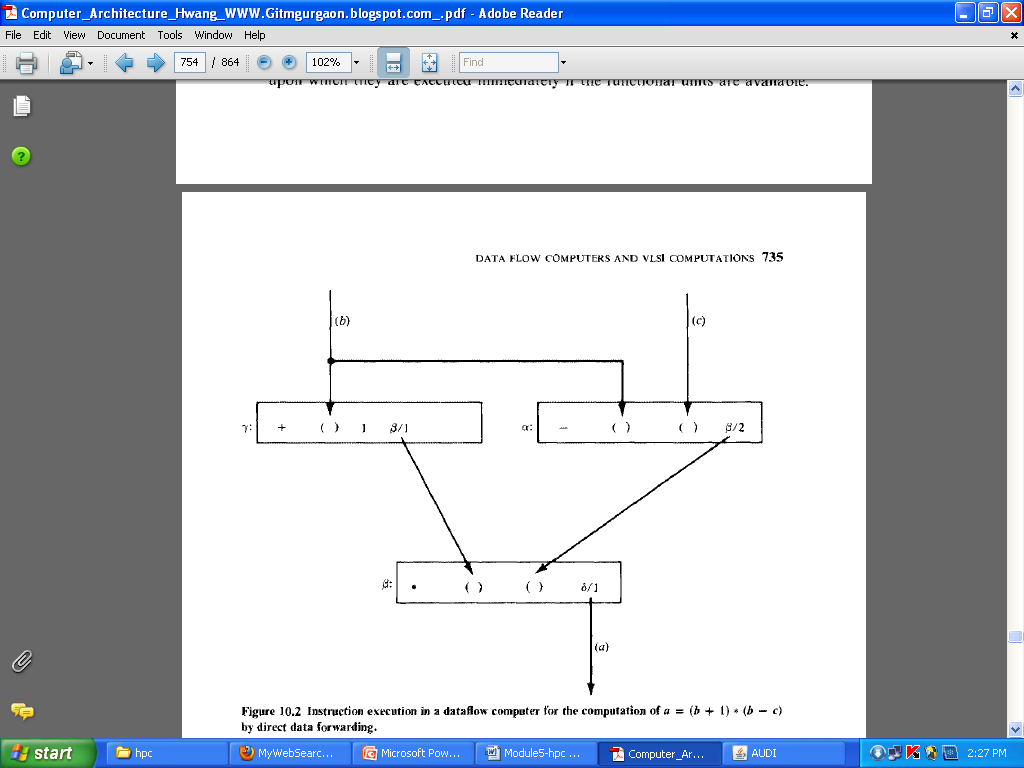 Computer_Architecture_Hwang_WWW.Gitmgurgaon.blogspot.com_.pdf - Adobe Reader
File Edit View Document Tools Window Help
754 / 864 102% Find
upon which they are executed immediately if the functional units are available.
DATA FLOW COMPUTERS AND VLSI COMPUTATIONS 735
(b) (c)
γ: + ( ) 1 β/1 α: − ( ) ( ) β/2
β: • ( ) ( ) δ/1
(a)
Figure 10.2 Instruction execution in a dataflow computer for the computation of a = (b + 1) * (b − c)
by direct data forwarding.
start hpc MyWebSearc... Microsoft Pow... Module5-hpc ... Computer_Ar... AUDI 2:27 PM